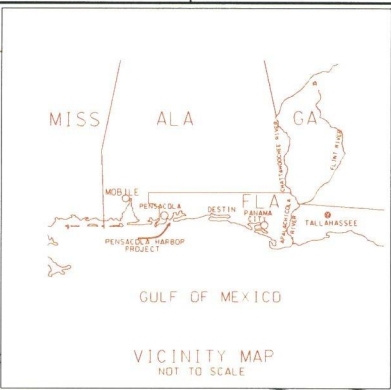 MISS
ALA
GA
CHATTAHOOCHEE RIVER
FLINT RIVER
MOBILE
PENSACOLA
DESTIN
FLA
PANAMA
CITY
APALACHICOLA
RIVER
TALLAHASSEE
PENSACOLA HARBOR
PROJECT
GULF OF MEXICO
VICINITY MAP
NOT TO SCALE